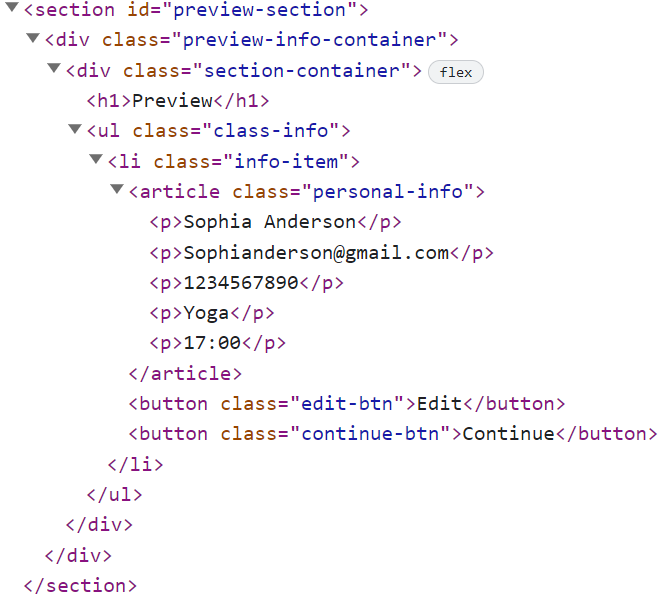 <section id="preview-section">
<div class="preview-info-container">
<div class="section-container"> flex
<h1>Preview</h1>
<ul class="class-info">
<li class="info-item">
<article class="personal-info">
<p>Sophia Anderson</p>
<p>Sophianderson@gmail.com</p>
<p>1234567890</p>
<p>Yoga</p>
<p>17:00</p>
</article>
<button class="edit-btn">Edit</button>
<button class="continue-btn">Continue</button>
</li>
</ul>
</div>
</div>
</section>